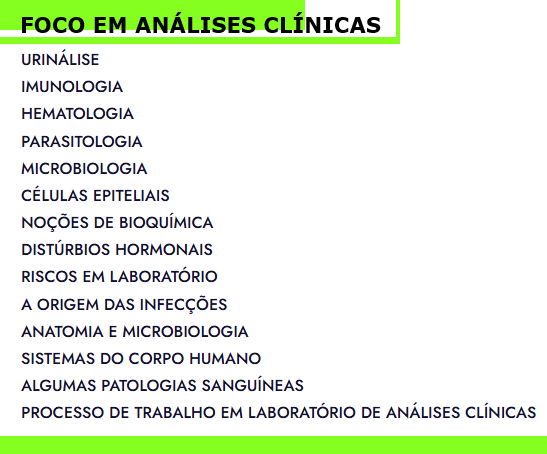 FOCO EM ANÁLISES CLÍNICAS
URINÁLISE
IMUNOLOGIA
HEMATOLOGIA
PARASITOLOGIA
MICROBIOLOGIA
CÉLULAS EPITELIAIS
NOÇÕES DE BIOQUÍMICA
DISTÚRBIOS HORMONAIS
RISCOS EM LABORATÓRIO
A ORIGEM DAS INFECÇÕES
ANATOMIA E MICROBIOLOGIA
SISTEMAS DO CORPO HUMANO
ALGUMAS PATOLOGIAS SANGUÍNEAS
PROCESSO DE TRABALHO EM LABORATÓRIO DE ANÁLISES CLÍNICAS